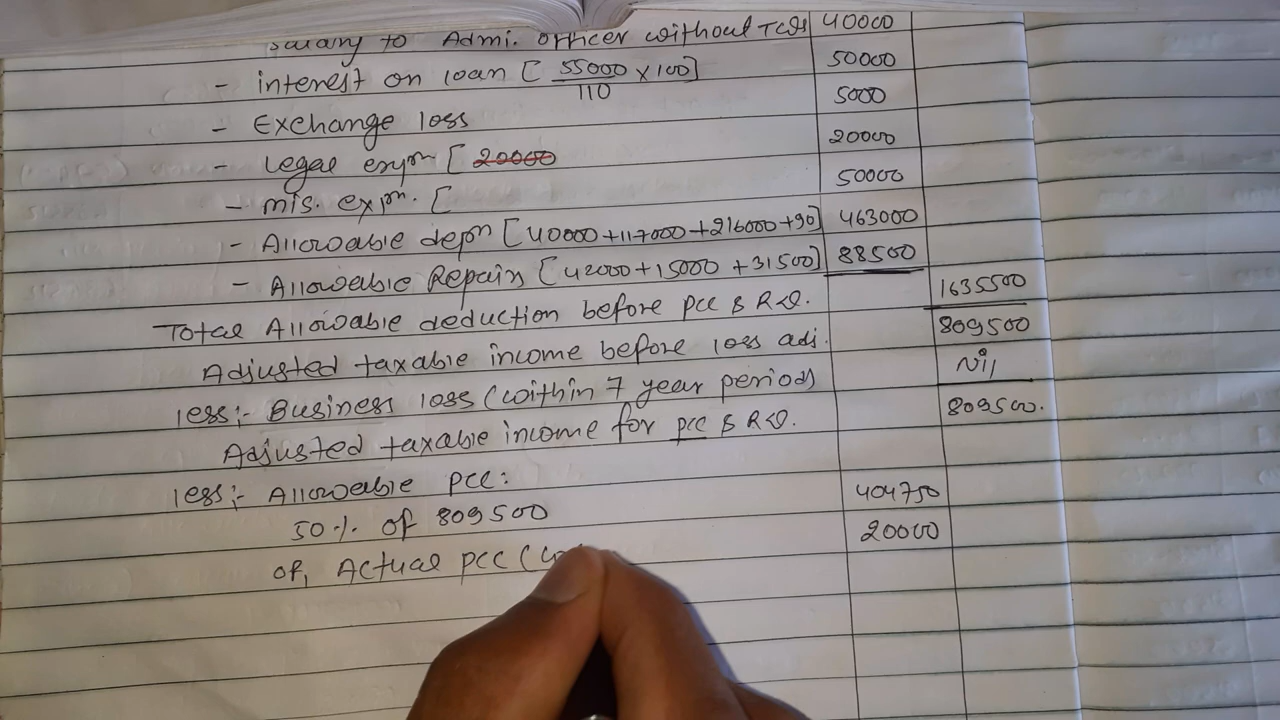 salary to Admi. officer without TDS 40000
- interest on loan [ 55000/110 x 100] 50000
- Exchange loss 5000
- Legal expn [ 20000 20000
- mis. expn. [ 50000
- Allowable depn [40000+117000+216000+90] 463000
- Allowable Repair [42000+15000+31500] 88500
1635500
Total Allowable deduction before pcc & R&D.
809500
Adjusted taxable income before loss adj.
Nil
less:- Business loss (within 7 year period)
809500.
Adjusted taxable income for pcc & R&D.
less:- Allowable pcc:
50% of 809500 404750
of, Actual pcc ( 20000